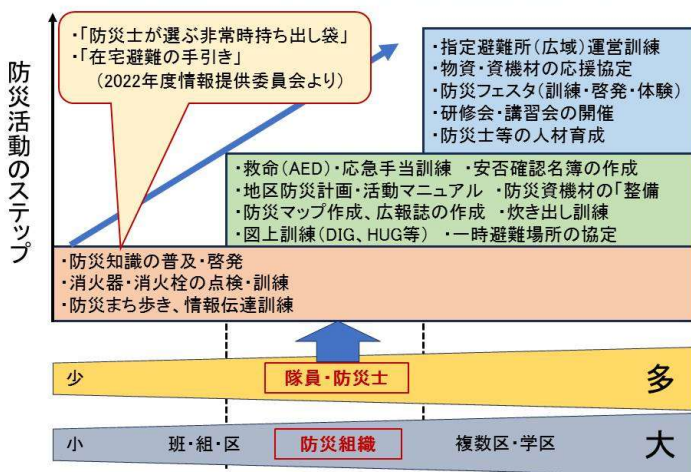 防災活動のステップ
・「防災士が選ぶ非常時持ち出し袋」
・「在宅避難の手引き」
（2022年度情報提供委員会より）
・指定避難所（広域）運営訓練
・物資・資機材の応援協定
・防災フェスタ（訓練・啓発・体験）
・研修会・講習会の開催
・防災士等の人材育成
・救命（AED）・応急手当訓練 ・安否確認名簿の作成
・地区防災計画・活動マニュアル ・防災資機材の「整備
・防災マップ作成、広報誌の作成 ・炊き出し訓練
・図上訓練（DIG、HUG等） ・一時避難場所の協定
・防災知識の普及・啓発
・消火器・消火栓の点検・訓練
・防災まち歩き、情報伝達訓練
少 隊員・防災士 多
小 班・組・区 防災組織 複数区・学区 大